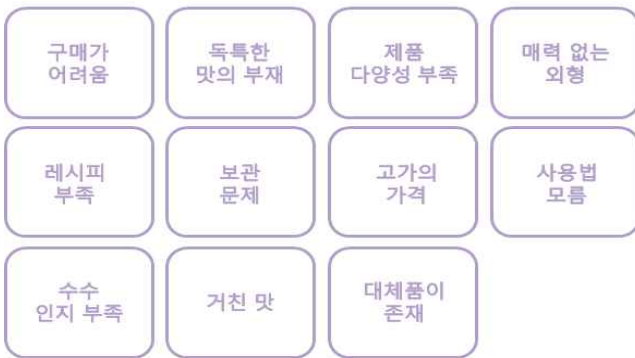 구매가
어려움
독특한
맛의 부재
제품
다양성 부족
매력 없는
외형
레시피
부족
보관
문제
고가의
가격
사용법
모름
수수
인지 부족
거친 맛
대체품이
존재